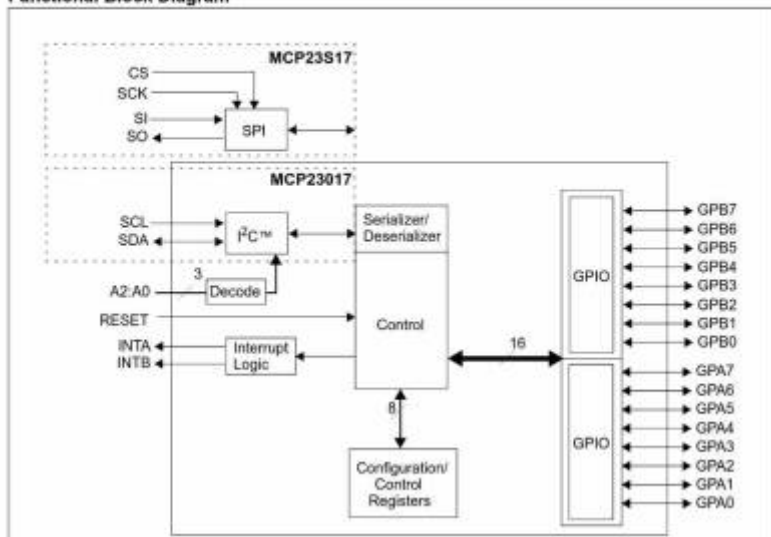 Functional Block Diagram
MCP23S17
CS
SCK
SI
SO
SPI
MCP23017
SCL
SDA
I²C™
Serializer/
Deserializer
3
A2:A0
Decode
RESET
Control
INTA
INTB
Interrupt
Logic
16
8
Configuration/
Control
Registers
GPIO
GPB7
GPB6
GPB5
GPB4
GPB3
GPB2
GPB1
GPB0
GPIO
GPA7
GPA6
GPA5
GPA4
GPA3
GPA2
GPA1
GPA0